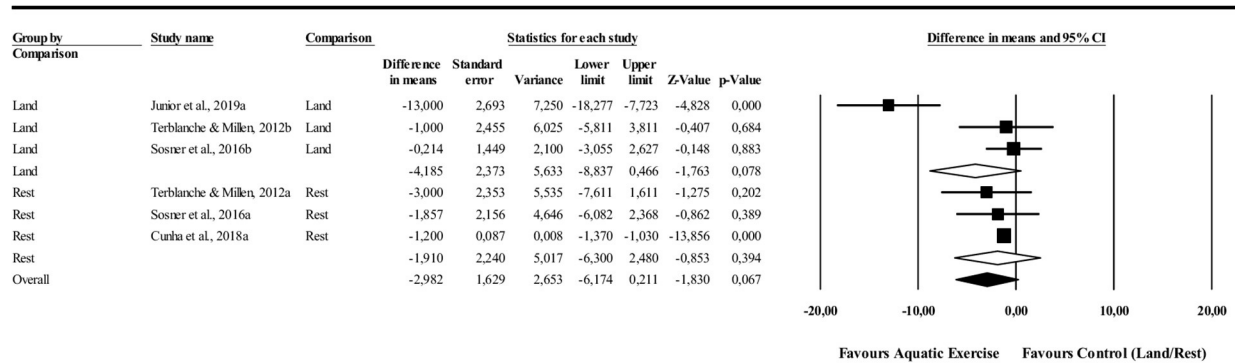 Group by Study name Comparison Statistics for each study Difference in means and 95% CI
Comparison
Difference in means Standard error Variance Lower limit Upper limit Z-Value p-Value
Land Junior et al., 2019a Land -13,000 2,693 7,250 -18,277 -7,723 -4,828 0,000
Land Terblanche & Millen, 2012b Land -1,000 2,455 6,025 -5,811 3,811 -0,407 0,684
Land Sosner et al., 2016b Land -0,214 1,449 2,100 -3,055 2,627 -0,148 0,883
Land -4,185 2,373 5,633 -8,837 0,466 -1,763 0,078
Rest Terblanche & Millen, 2012a Rest -3,000 2,353 5,535 -7,611 1,611 -1,275 0,202
Rest Sosner et al., 2016a Rest -1,857 2,156 4,646 -6,082 2,368 -0,862 0,389
Rest Cunha et al., 2018a Rest -1,200 0,087 0,008 -1,370 -1,030 -13,856 0,000
Rest -1,910 2,240 5,017 -6,300 2,480 -0,853 0,394
Overall -2,982 1,629 2,653 -6,174 0,211 -1,830 0,067
-20,00 -10,00 0,00 10,00 20,00
Favours Aquatic Exercise Favours Control (Land/Rest)